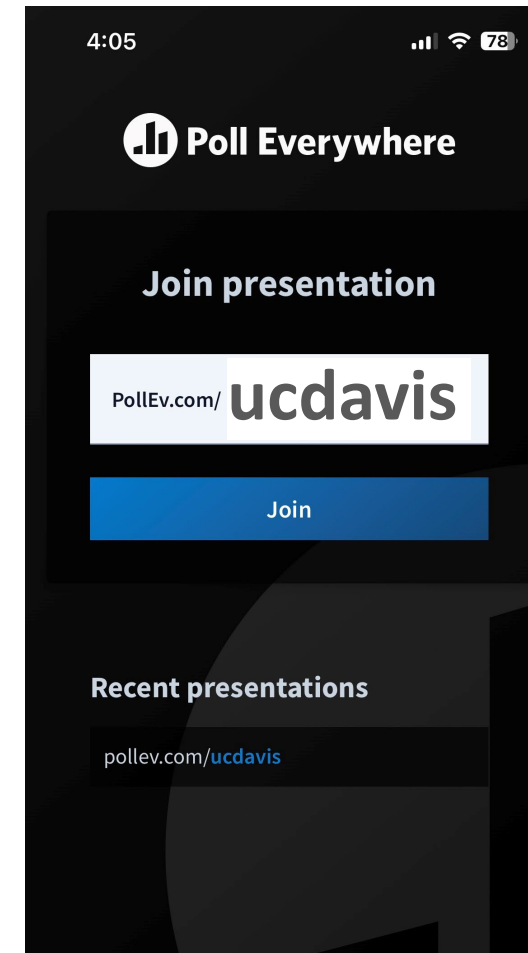 4:05 78
Poll Everywhere
Join presentation
PollEv.com/ucdavis
Join
Recent presentations
pollev.com/ucdavis